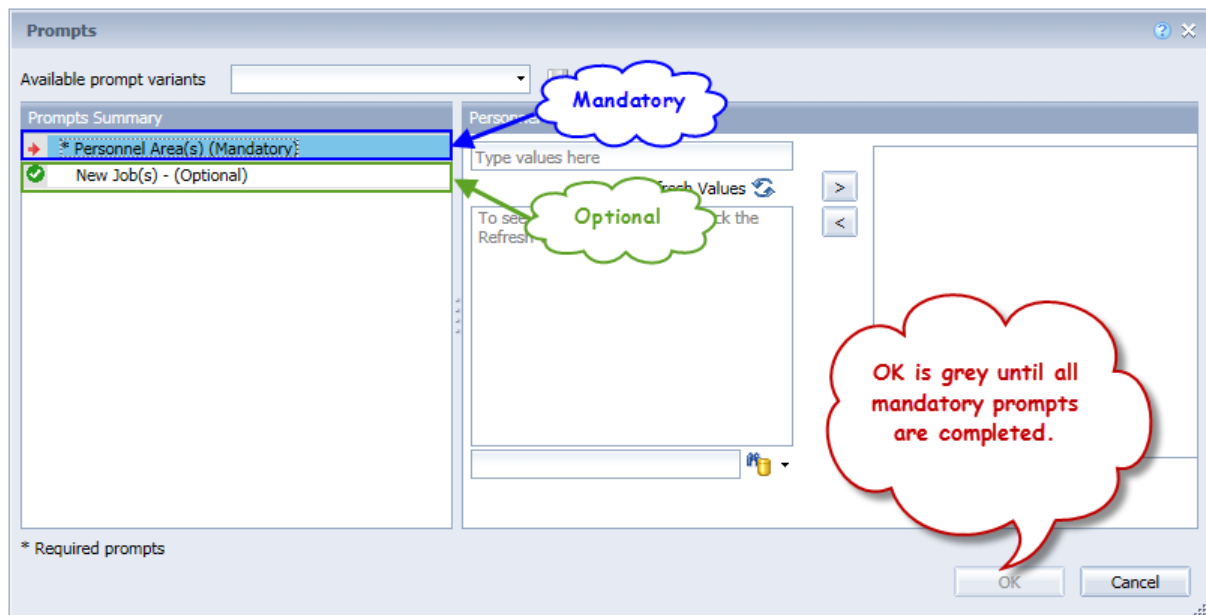 Prompts
Available prompt variants
Mandatory
Prompts Summary
* Personnel Area(s) (Mandatory)
New Job(s) - (Optional)
Type values here
Values
To see ck the
Refresh
Optional
>
<
OK is grey until all
mandatory prompts
are completed.
* Required prompts
OK
Cancel